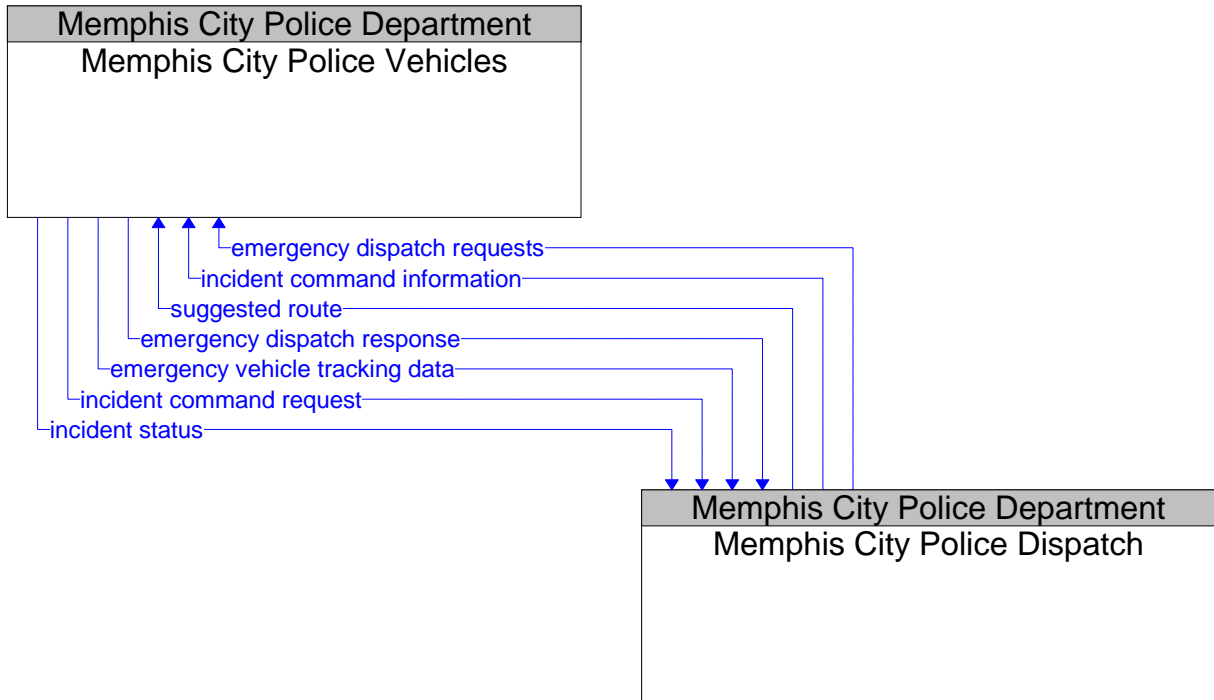 Memphis City Police Department
Memphis City Police Vehicles
emergency dispatch requests
incident command information
suggested route
emergency dispatch response
emergency vehicle tracking data
incident command request
incident status
Memphis City Police Department
Memphis City Police Dispatch